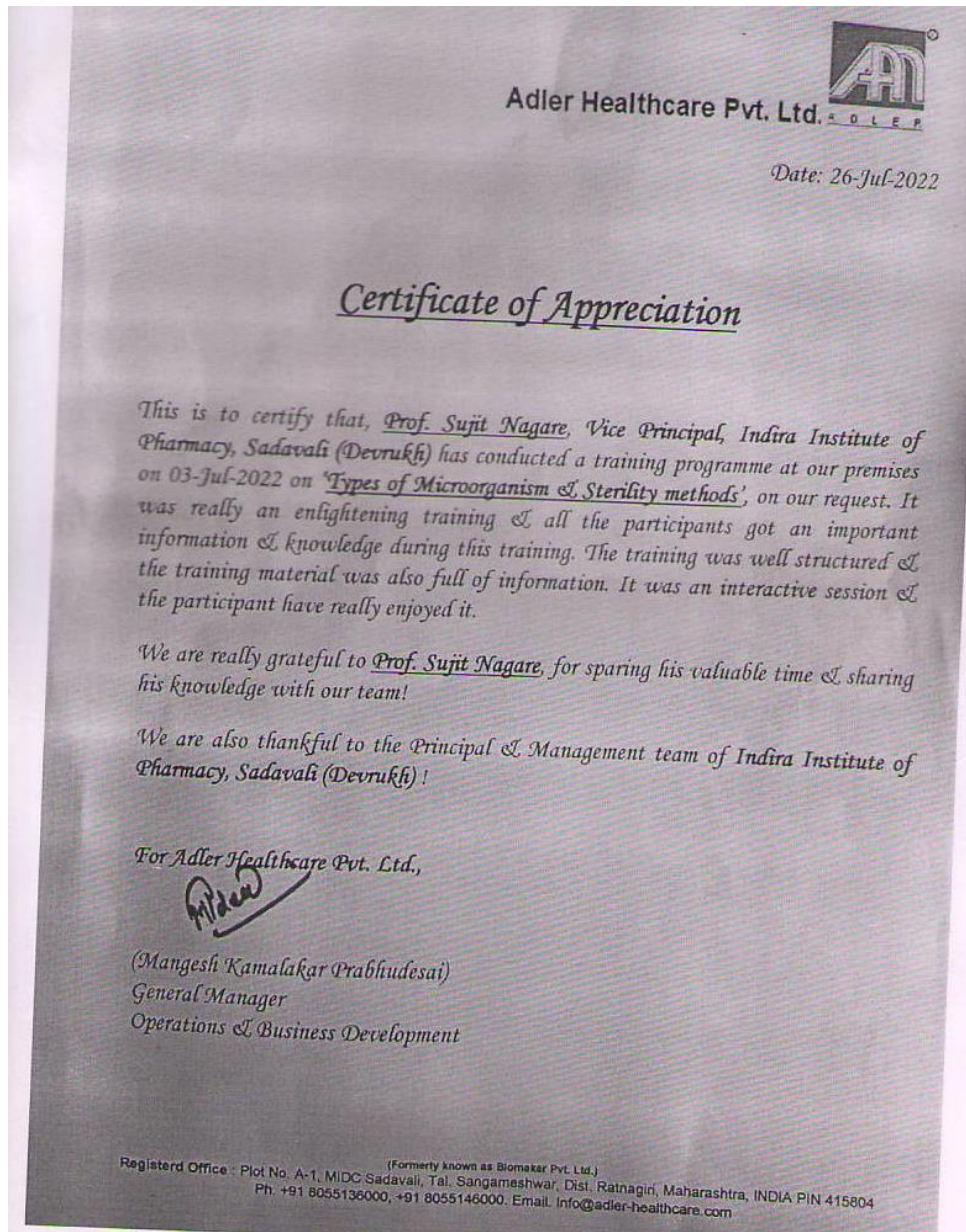 Adler Healthcare Pvt. Ltd.
ADLER
Date: 26-Jul-2022
Certificate of Appreciation
This is to certify that, Prof. Sujit Nagare, Vice Principal, Indira Institute of
Pharmacy, Sadavali (Devrukh) has conducted a training programme at our premises
on 03-Jul-2022 on 'Types of Microorganism & Sterility methods', on our request. It
was really an enlightening training & all the participants got an important
information & knowledge during this training. The training was well structured &
the training material was also full of information. It was an interactive session &
the participant have really enjoyed it.
We are really grateful to Prof. Sujit Nagare, for sparing his valuable time & sharing
his knowledge with our team!
We are also thankful to the Principal & Management team of Indira Institute of
Pharmacy, Sadavali (Devrukh) !
For Adler Healthcare Pvt. Ltd.,
(Mangesh Kamalakar Prabhudesai)
General Manager
Operations & Business Development
(Formerly known as Biomaker Pvt. Ltd.)
Registerd Office : Plot No. A-1, MIDC Sadavali, Tal. Sangameshwar, Dist. Ratnagiri, Maharashtra, INDIA PIN 415804
Ph. +91 8055136000, +91 8055146000. Email. Info@adler-healthcare.com